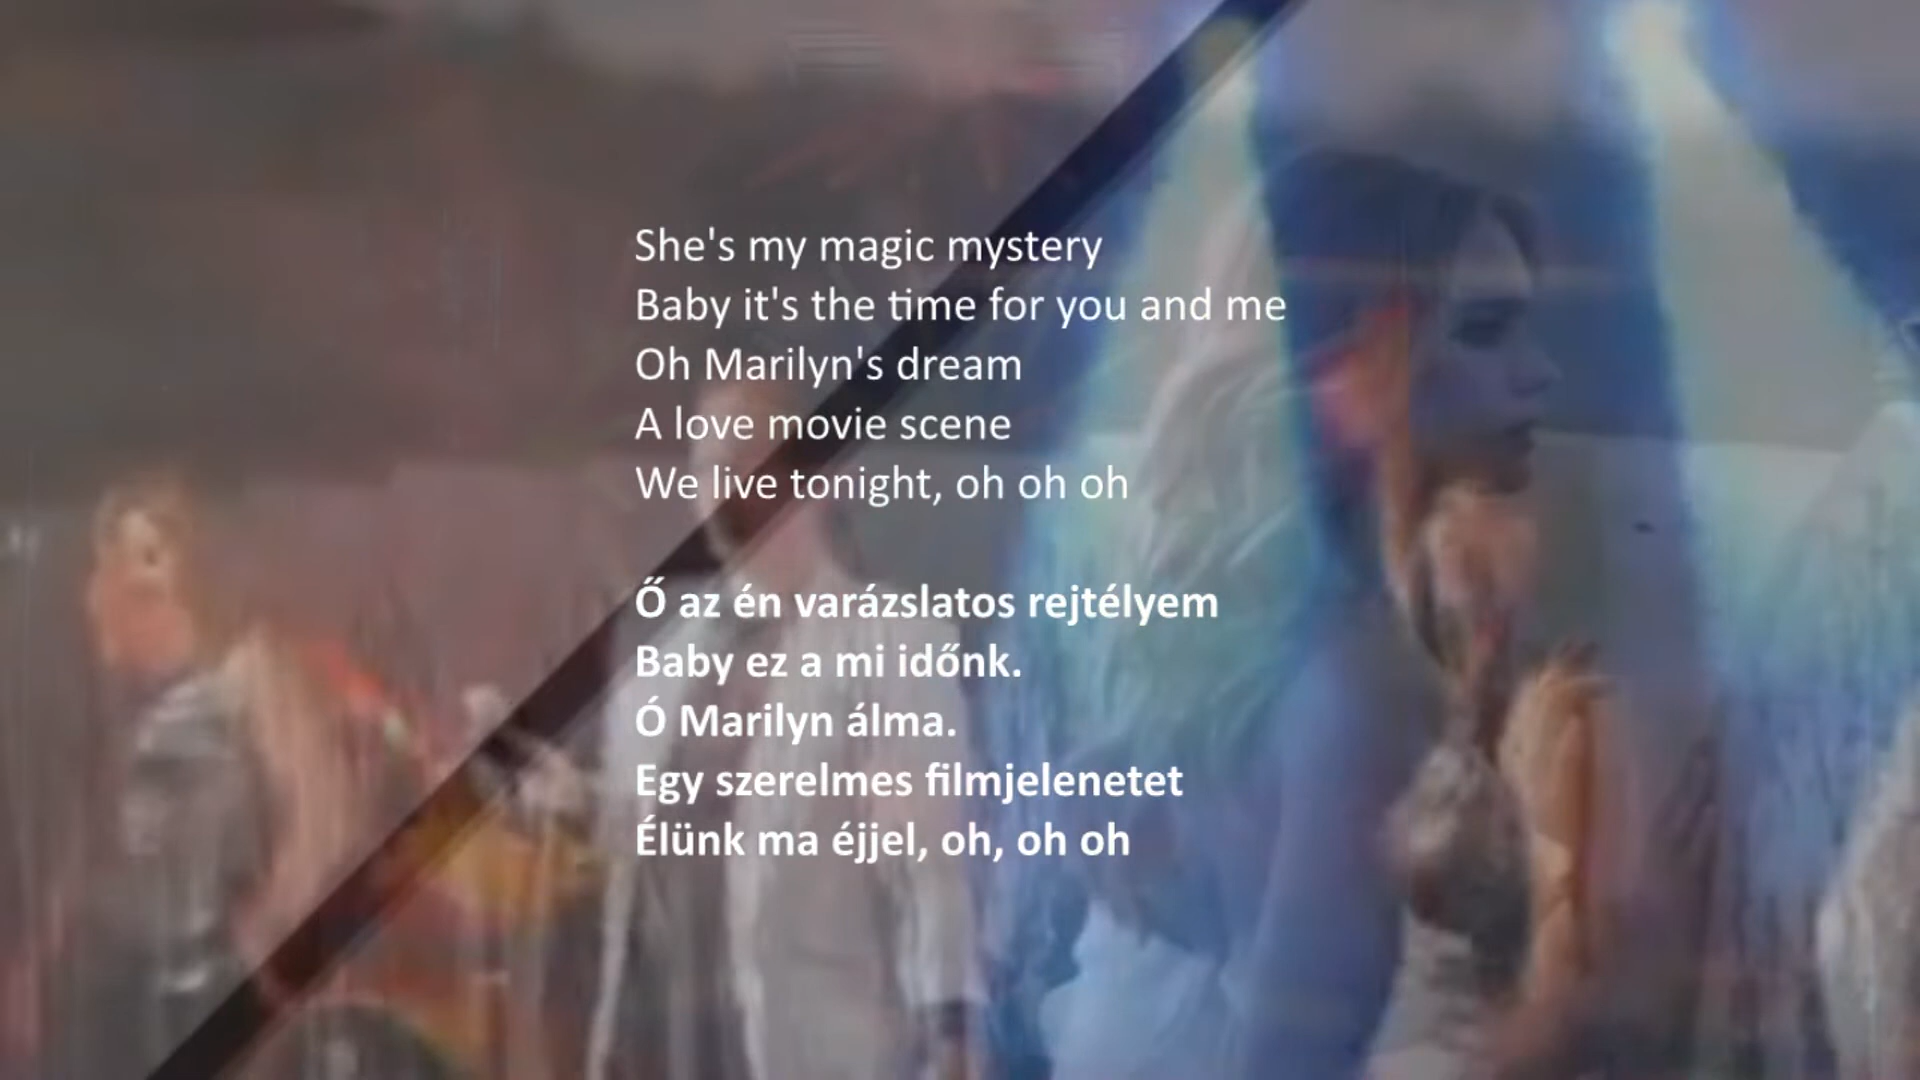 She's my magic mystery
Baby it's the time for you and me
Oh Marilyn's dream
A love movie scene
We live tonight, oh oh oh
Ő az én varázslatos rejtélyem
Baby ez a mi időnk.
Ó Marilyn álma.
Egy szerelmes filmjelenetet
Élünk ma éjjel, oh, oh oh